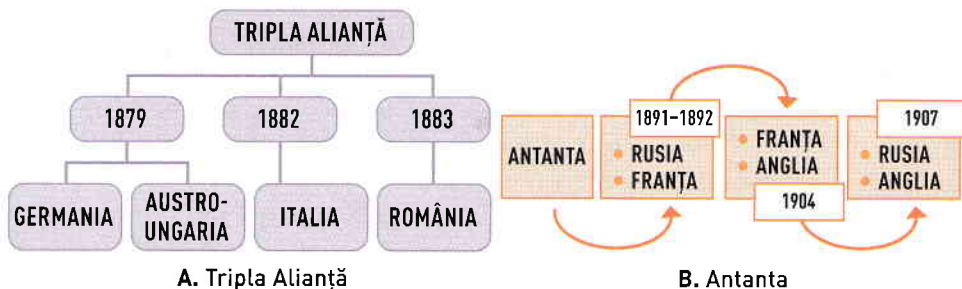 TRIPLA ALIANȚĂ
1879
1882
1883
GERMANIA
AUSTRO-
UNGARIA
ITALIA
ROMÂNIA
A. Tripla Alianță
ANTANTA
1891–1892
• RUSIA
• FRANȚA
• FRANȚA
• ANGLIA
1904
1907
• RUSIA
• ANGLIA
B. Antanta